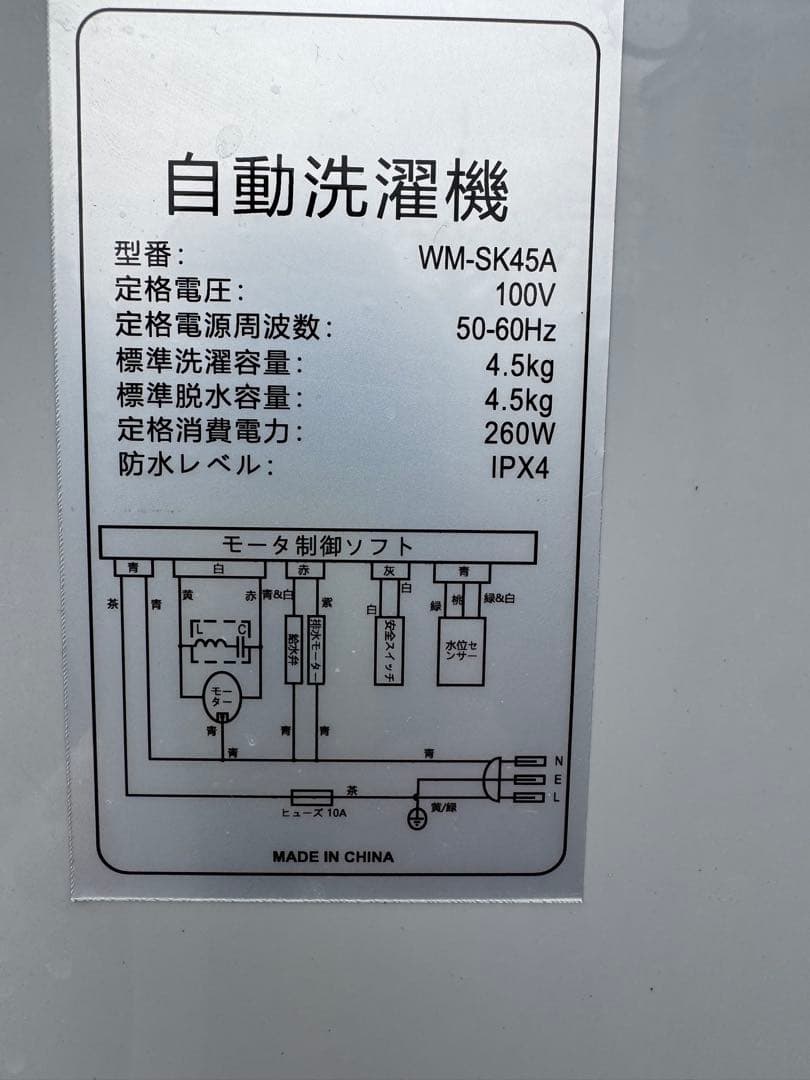 自動洗濯機
型番: WM-SK45A
定格電圧: 100V
定格電源周波数: 50-60Hz
標準洗濯容量: 4.5kg
標準脱水容量: 4.5kg
定格消費電力: 260W
防水レベル: IPX4
モータ制御ソフト
青 白 赤 灰 青
茶 青 黄 赤 青&白 紫 白 白 緑 桃 緑&白
L C
給水弁 排水モーター 安全スイッチ
水位セ
ンサー
モー
ター
青 青 青
青 青 N
E
茶 L
ヒューズ 10A 黄/緑
MADE IN CHINA